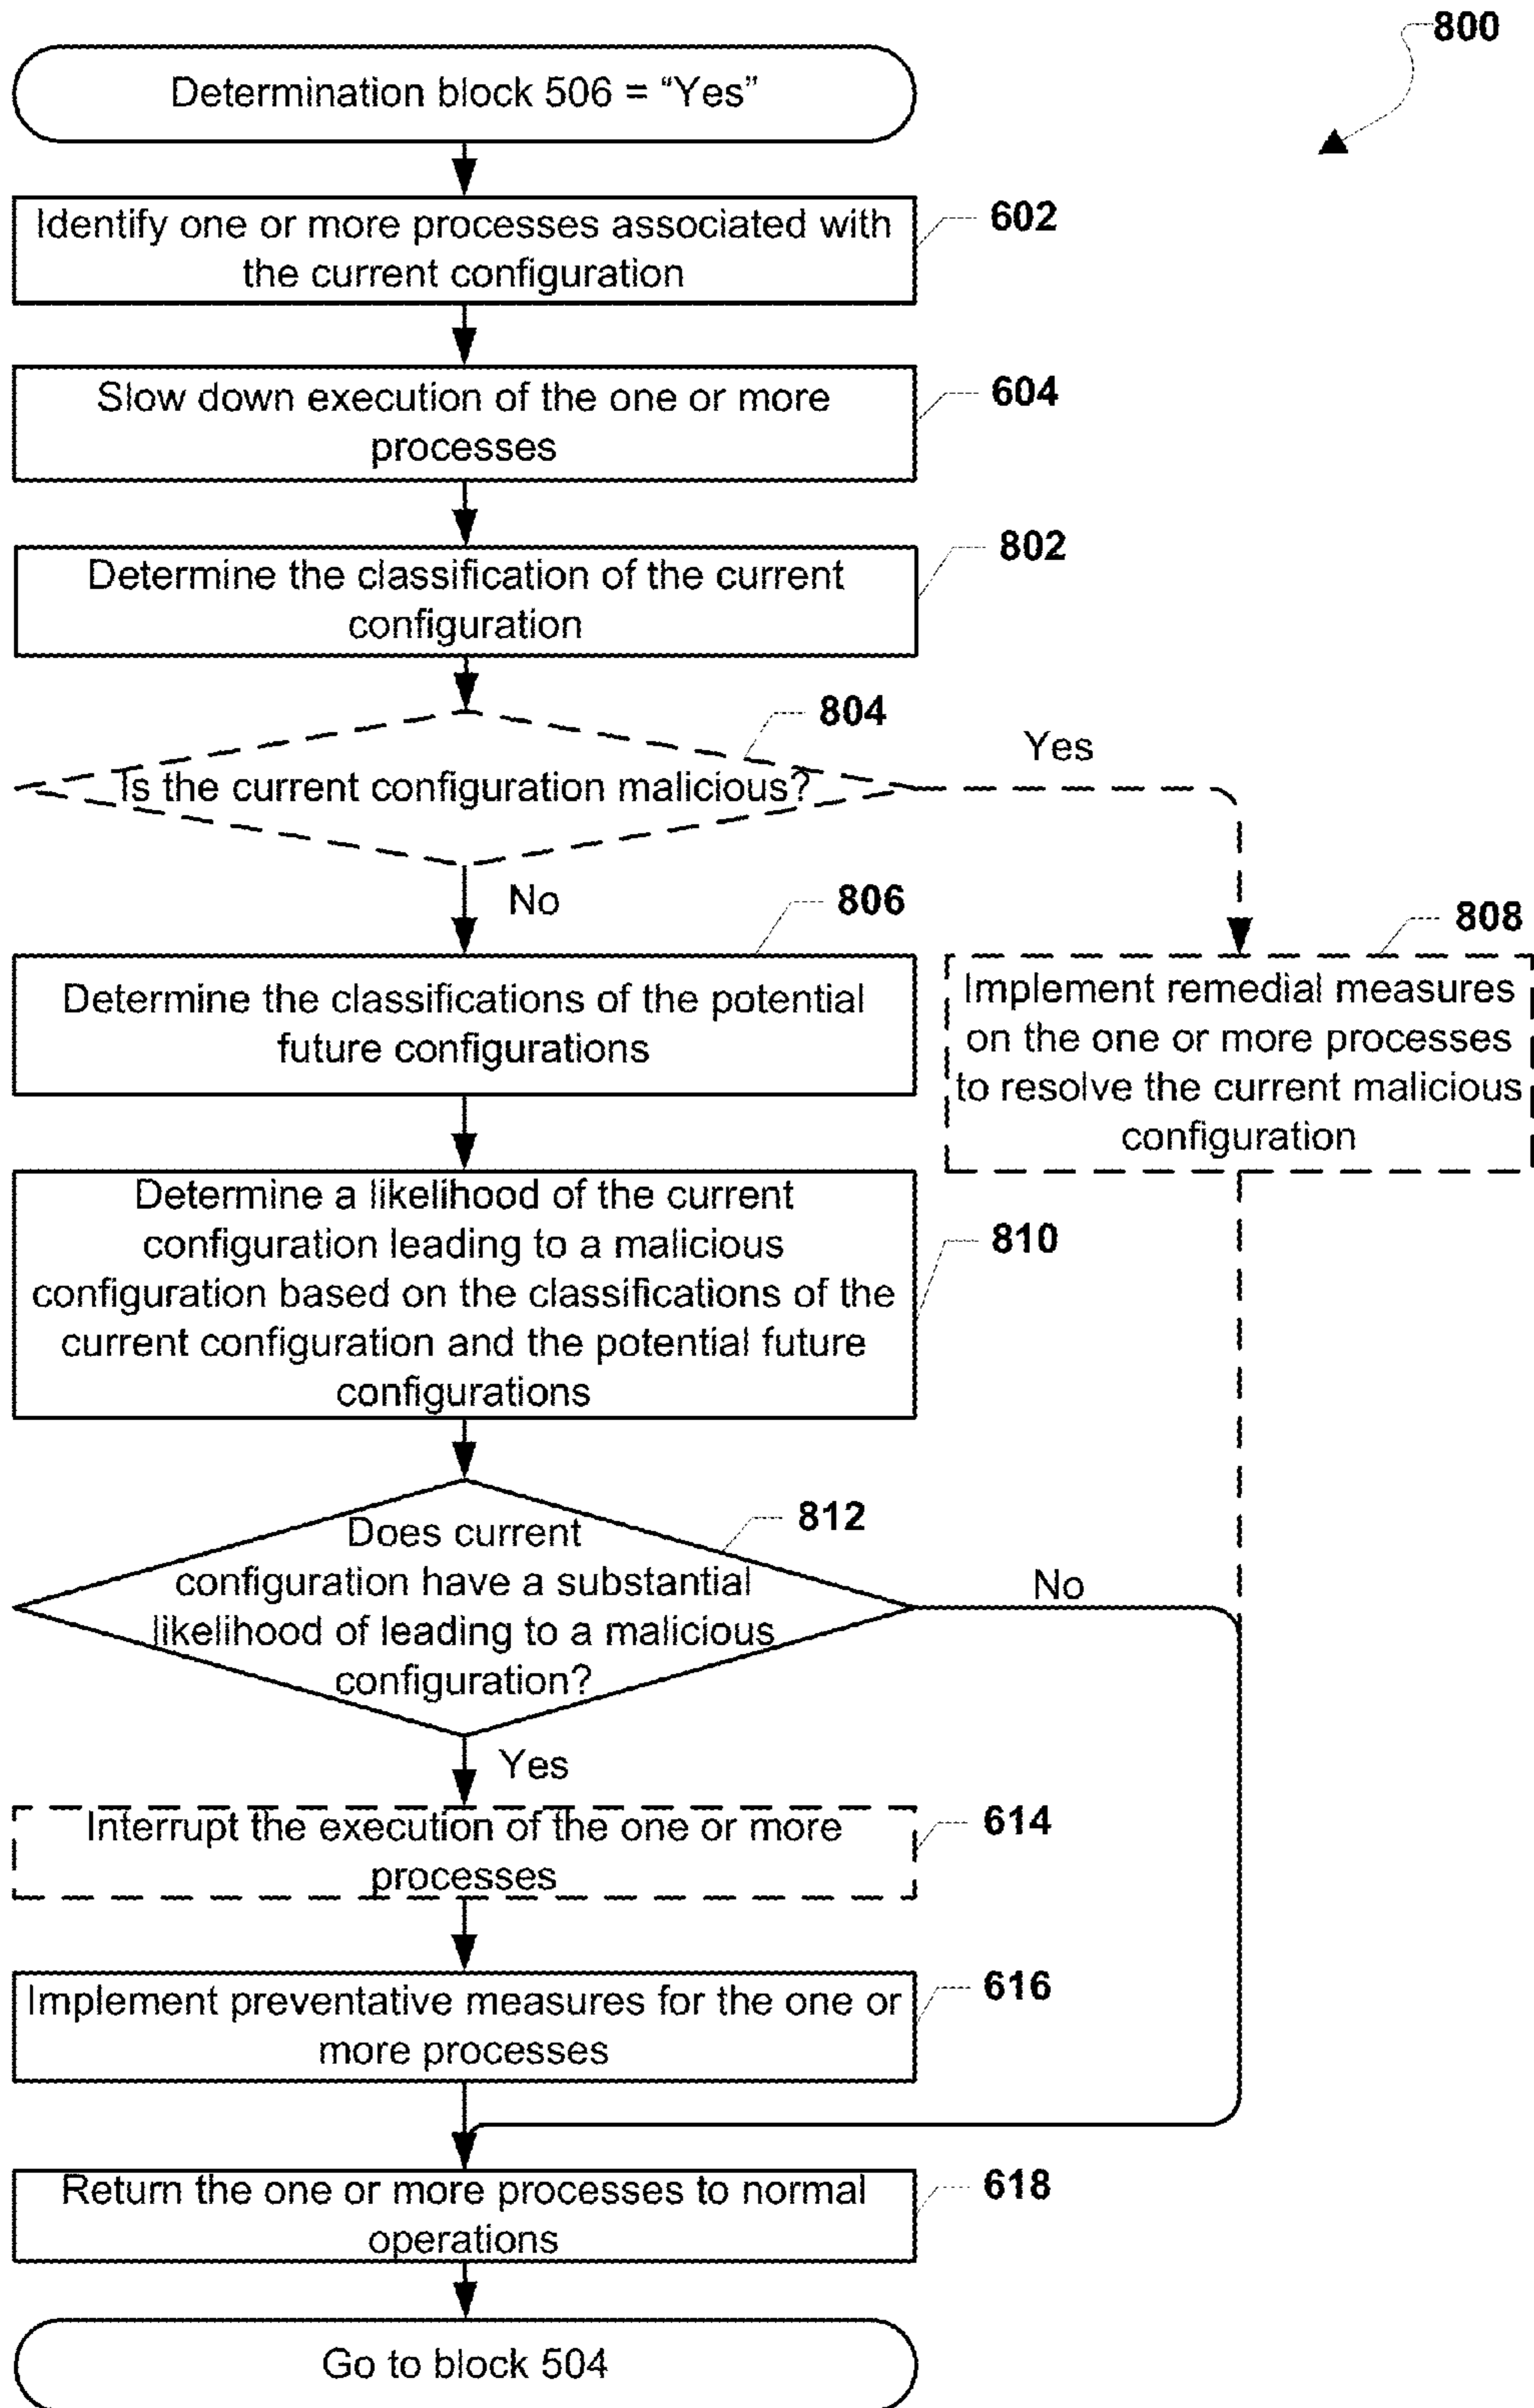 800
Determination block 506 = “Yes”
Identify one or more processes associated with
the current configuration
602
Slow down execution of the one or more
processes
604
Determine the classification of the current
configuration
802
Is the current configuration malicious?
804
Yes
No
Determine the classifications of the potential
future configurations
806
Implement remedial measures
on the one or more processes
to resolve the current malicious
configuration
808
Determine a likelihood of the current
configuration leading to a malicious
configuration based on the classifications of the
current configuration and the potential future
configurations
810
Does current
configuration have a substantial
likelihood of leading to a malicious
configuration?
812
No
Yes
Interrupt the execution of the one or more
processes
614
Implement preventative measures for the one or
more processes
616
Return the one or more processes to normal
operations
618
Go to block 504